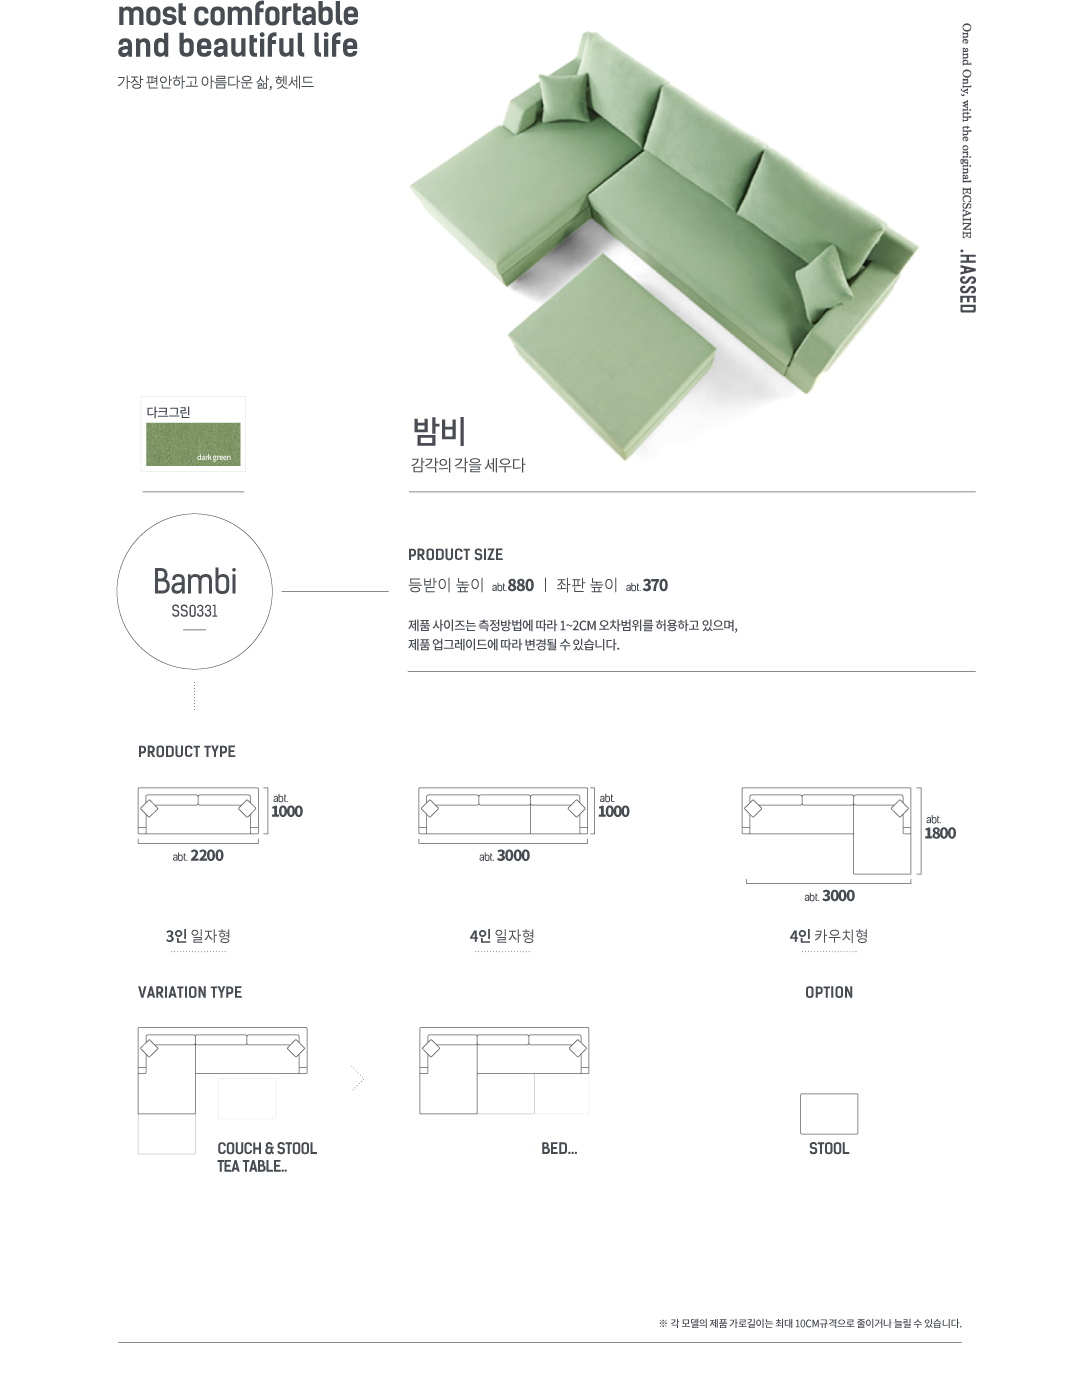 most comfortable
and beautiful life
가장 편안하고 아름다운 삶, 헷세드
One and Only, with the original ECSAINE .HASSED
다크그린
dark green
밤비
감각의 각을 세우다
Bambi
SS0331
PRODUCT SIZE
등받이 높이 abt.880 | 좌판 높이 abt.370
제품 사이즈는 측정방법에 따라 1~2CM 오차범위를 허용하고 있으며,
제품 업그레이드에 따라 변경될 수 있습니다.
PRODUCT TYPE
abt.
1000
abt. 2200
3인 일자형
abt.
1000
abt. 3000
4인 일자형
abt.
1800
abt. 3000
4인 카우치형
VARIATION TYPE
OPTION
COUCH & STOOL
TEA TABLE..
BED...
STOOL
※ 각 모델의 제품 가로길이는 최대 10CM규격으로 줄이거나 늘릴 수 있습니다.